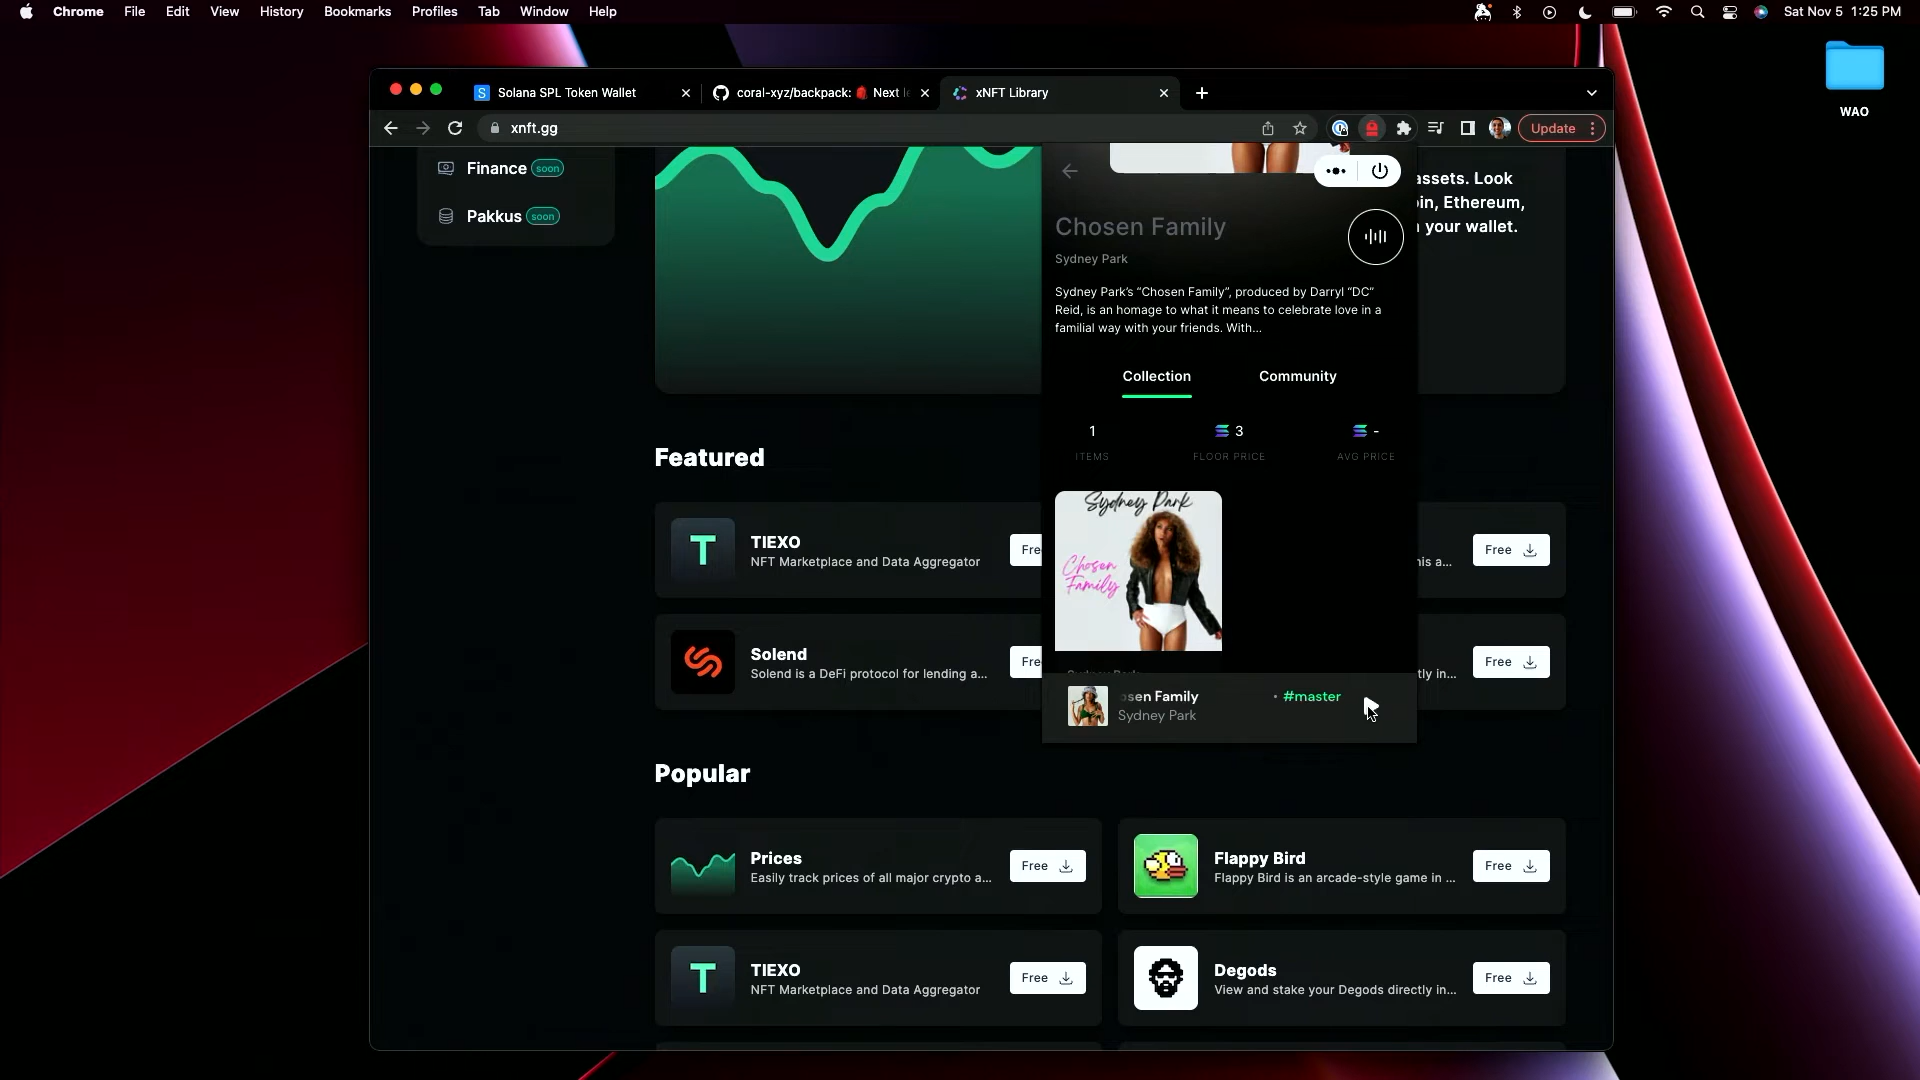 Chrome File Edit View History Bookmarks Profiles Tab Window Help
Sat Nov 5 1:25 PM
WAO
Solana SPL Token Wallet
coral-xyz/backpack: 🎒 Next l
xNFT Library
xnft.gg
Update
Finance soon
Pakkus soon
assets. Look
in, Ethereum,
your wallet.
Chosen Family
Sydney Park
Sydney Park's “Chosen Family”, produced by Darryl “DC”
Reid, is an homage to what it means to celebrate love in a
familial way with your friends. With...
Collection
Community
1
3
-
ITEMS
FLOOR PRICE
AVG PRICE
Sydney Park
Chosen
Family
Sydney Park
osen Family
• #master
Sydney Park
Featured
TIEXO
NFT Marketplace and Data Aggregator
Fre
his a...
Free
Solend
Solend is a DeFi protocol for lending a...
Fre
tly in...
Free
Popular
Prices
Easily track prices of all major crypto a...
Free
Flappy Bird
Flappy Bird is an arcade-style game in ...
Free
TIEXO
NFT Marketplace and Data Aggregator
Free
Degods
View and stake your Degods directly in...
Free